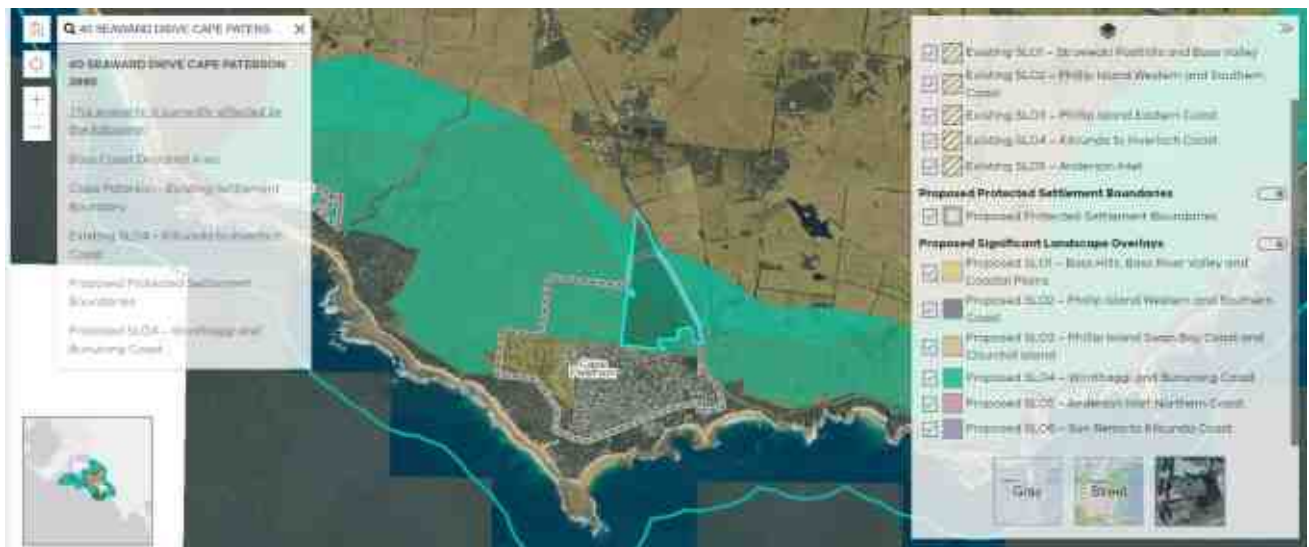 40 SEAWARD DRIVE CAPE PATERS...
40 SEAWARD DRIVE CAPE PATERSON
This property is currently affected by
the following:
Bass Coast Declared Area
Cape Paterson - Existing Settlement
Boundary
Existing SLO4 - Kilcunda to Inverloch
Coast
Proposed Protected Settlement
Boundaries
Proposed SLO4 - Wonthaggi and
Bunurong Coast
Cape
Paterson
Existing SLO1 - Strzelecki Foothills and Bass Valley
Existing SLO2 - Phillip Island Western and Southern
Coast
Existing SLO3 - Phillip Island Eastern Coast
Existing SLO4 - Kilcunda to Inverloch Coast
Existing SLO5 - Anderson Inlet
Proposed Protected Settlement Boundaries
Proposed Protected Settlement Boundaries
Proposed Significant Landscape Overlays
Proposed SLO1 - Bass Hills, Bass River Valley and
Coastal Plains
Proposed SLO2 - Phillip Island Western and Southern
Coast
Proposed SLO3 - Phillip Island Swan Bay Coast and
Churchill Island
Proposed SLO4 - Wonthaggi and Bunurong Coast
Proposed SLO5 - Anderson Inlet Northern Coast
Proposed SLO6 - San Remo to Kilcunda Coast
Gray
Street